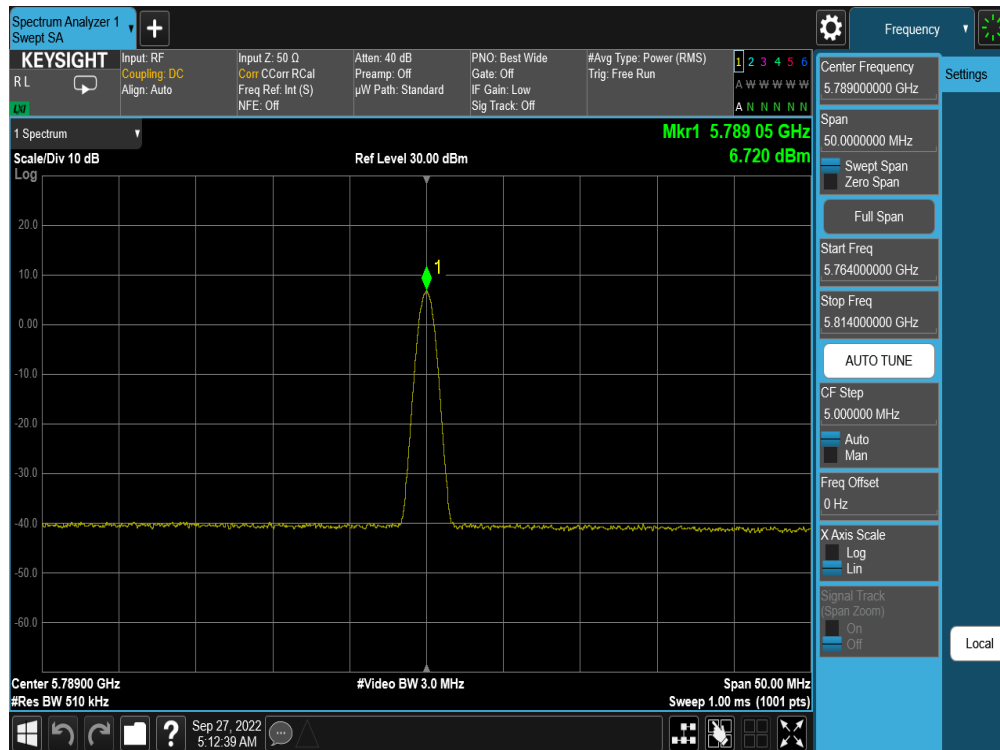 Spectrum Analyzer 1
Swept SA
+
Frequency
KEYSIGHT
R L
LXI
Input: RF
Coupling: DC
Align: Auto
Input Z: 50 Ω
Corr CCorr RCal
Freq Ref: Int (S)
NFE: Off
Atten: 40 dB
Preamp: Off
µW Path: Standard
PNO: Best Wide
Gate: Off
IF Gain: Low
Sig Track: Off
#Avg Type: Power (RMS)
Trig: Free Run
1 2 3 4 5 6
A W W W W W
A N N N N N
1 Spectrum
Scale/Div 10 dB
Log
Ref Level 30.00 dBm
Mkr1 5.789 05 GHz
6.720 dBm
1
20.0
10.0
0.00
-10.0
-20.0
-30.0
-40.0
-50.0
-60.0
Center 5.78900 GHz
#Res BW 510 kHz
#Video BW 3.0 MHz
Span 50.00 MHz
Sweep 1.00 ms (1001 pts)
Center Frequency
5.789000000 GHz
Settings
Span
50.0000000 MHz
Swept Span
Zero Span
Full Span
Start Freq
5.764000000 GHz
Stop Freq
5.814000000 GHz
AUTO TUNE
CF Step
5.000000 MHz
Auto
Man
Freq Offset
0 Hz
X Axis Scale
Log
Lin
Signal Track
(Span Zoom)
On
Off
Local
?
Sep 27, 2022
5:12:39 AM